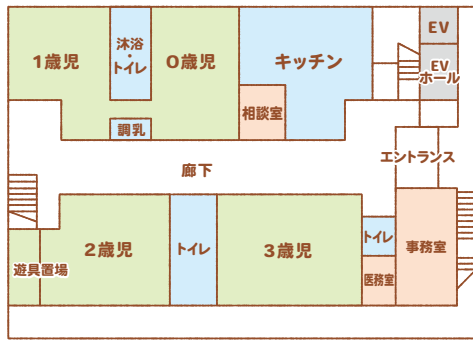 1歳児
沐浴
・
トイレ
0歳児
キッチン
EV
EV
ホール
相談室
調乳
エントランス
廊下
2歳児
トイレ
3歳児
トイレ
事務室
遊具置場
医務室